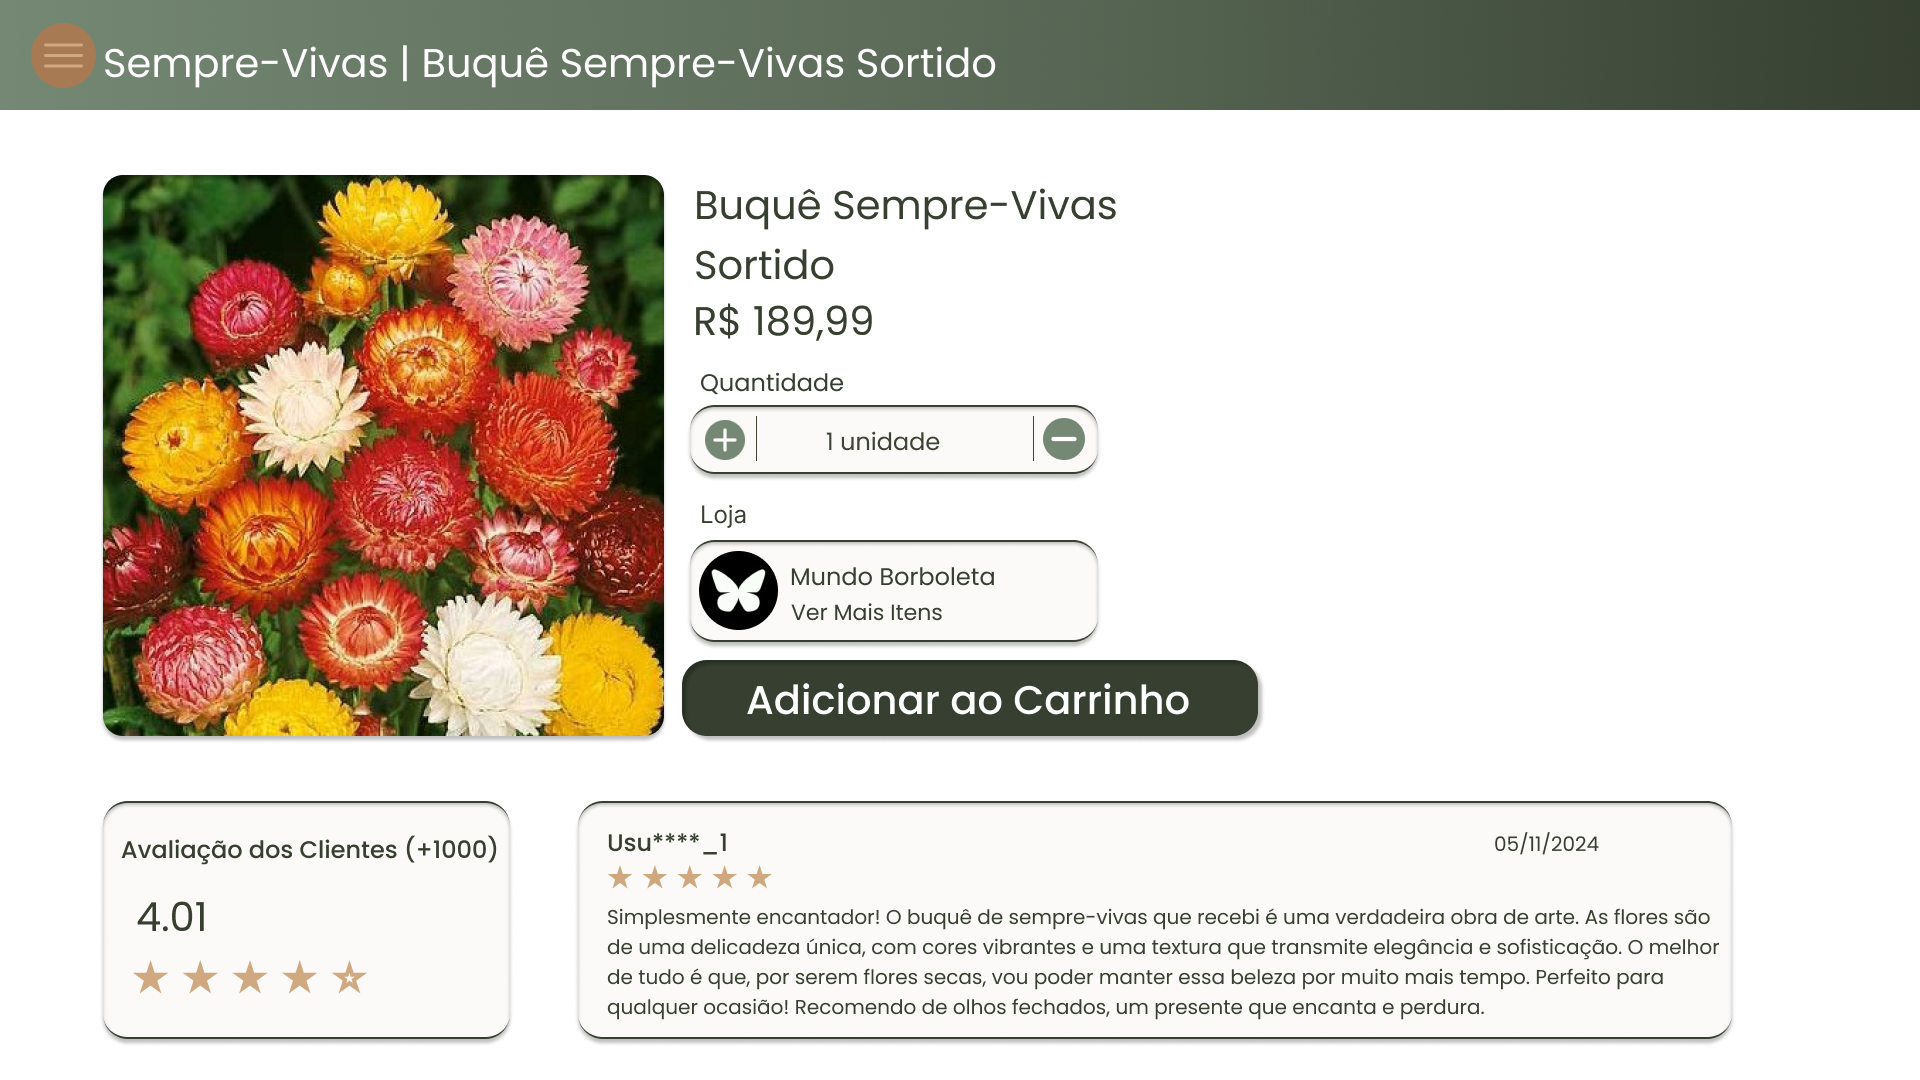 Sempre-Vivas | Buquê Sempre-Vivas Sortido
Buquê Sempre-Vivas
Sortido
R$ 189,99
Quantidade
1 unidade
Loja
Mundo Borboleta
Ver Mais Itens
Adicionar ao Carrinho
Avaliação dos Clientes (+1000)
4.01
Usu****_1
05/11/2024
Simplesmente encantador! O buquê de sempre-vivas que recebi é uma verdadeira obra de arte. As flores são
de uma delicadeza única, com cores vibrantes e uma textura que transmite elegância e sofisticação. O melhor
de tudo é que, por serem flores secas, vou poder manter essa beleza por muito mais tempo. Perfeito para
qualquer ocasião! Recomendo de olhos fechados, um presente que encanta e perdura.